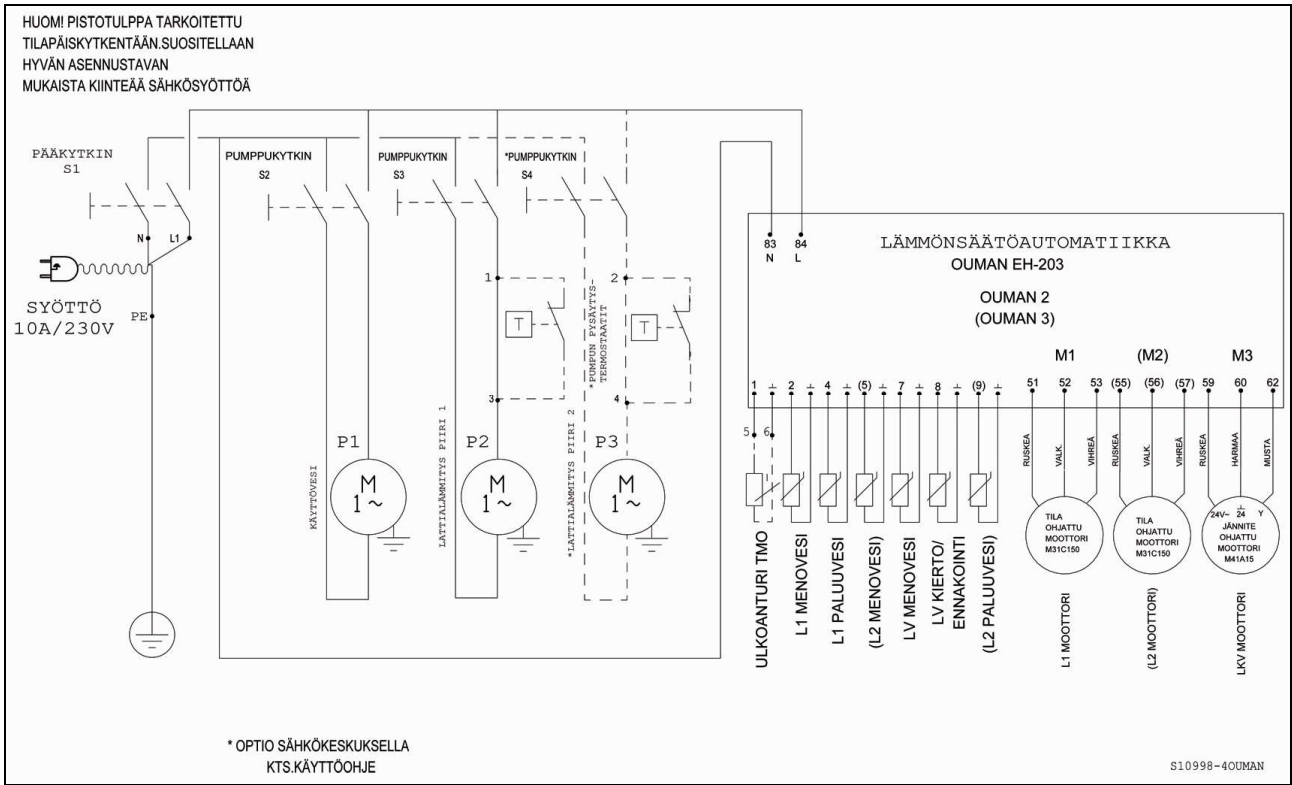 HUOM! PISTOTULPPA TARKOITETTU
TILAPÄISKYTKENTÄÄN.SUOSITELLAAN
HYVÄN ASENNUSTAVAN
MUKAISTA KIINTEÄÄ SÄHKÖSYÖTTÖÄ
PÄÄKYTKIN
S1
PUMPPUKYTKIN
S2
PUMPPUKYTKIN
S3
*PUMPPUKYTKIN
S4
N
L1
SYÖTTÖ
10A/230V
PE
1
T
3
2
T
4
*PUMPUN PYSÄYTYS-
TERMOSTAATIT
KÄYTTÖVESI
P1
M
1~
LATTIALÄMMITYS PIIRI 1
P2
M
1~
*LATTIALÄMMITYS PIIRI 2
P3
M
1~
83
N
84
L
LÄMMÖNSÄÄTÖAUTOMATIIKKA
OUMAN EH-203
OUMAN 2
(OUMAN 3)
M1
(M2)
M3
1 ⊥ 2 ⊥ 4 ⊥ (5) ⊥ 7 ⊥ 8 ⊥ (9) ⊥
51 52 53 (55) (56) (57) 59 60 62
5 6
RUSKEA
VALK.
VIHREÄ
RUSKEA
VALK.
VIHREÄ
RUSKEA
HARMAA
MUSTA
TILA
OHJATTU
MOOTTORI
M31C150
TILA
OHJATTU
MOOTTORI
M31C150
24V~ 24 Y
⊥
JÄNNITE
OHJATTU
MOOTTORI
M41A15
ULKOANTURI TMO
L1 MENOVESI
L1 PALUUVESI
(L2 MENOVESI)
LV MENOVESI
LV KIERTO/
ENNAKOINTI
(L2 PALUUVESI)
L1 MOOTTORI
(L2 MOOTTORI)
LKV MOOTTORI
* OPTIO SÄHKÖKESKUKSELLA
KTS.KÄYTTÖOHJE
S10998-4OUMAN